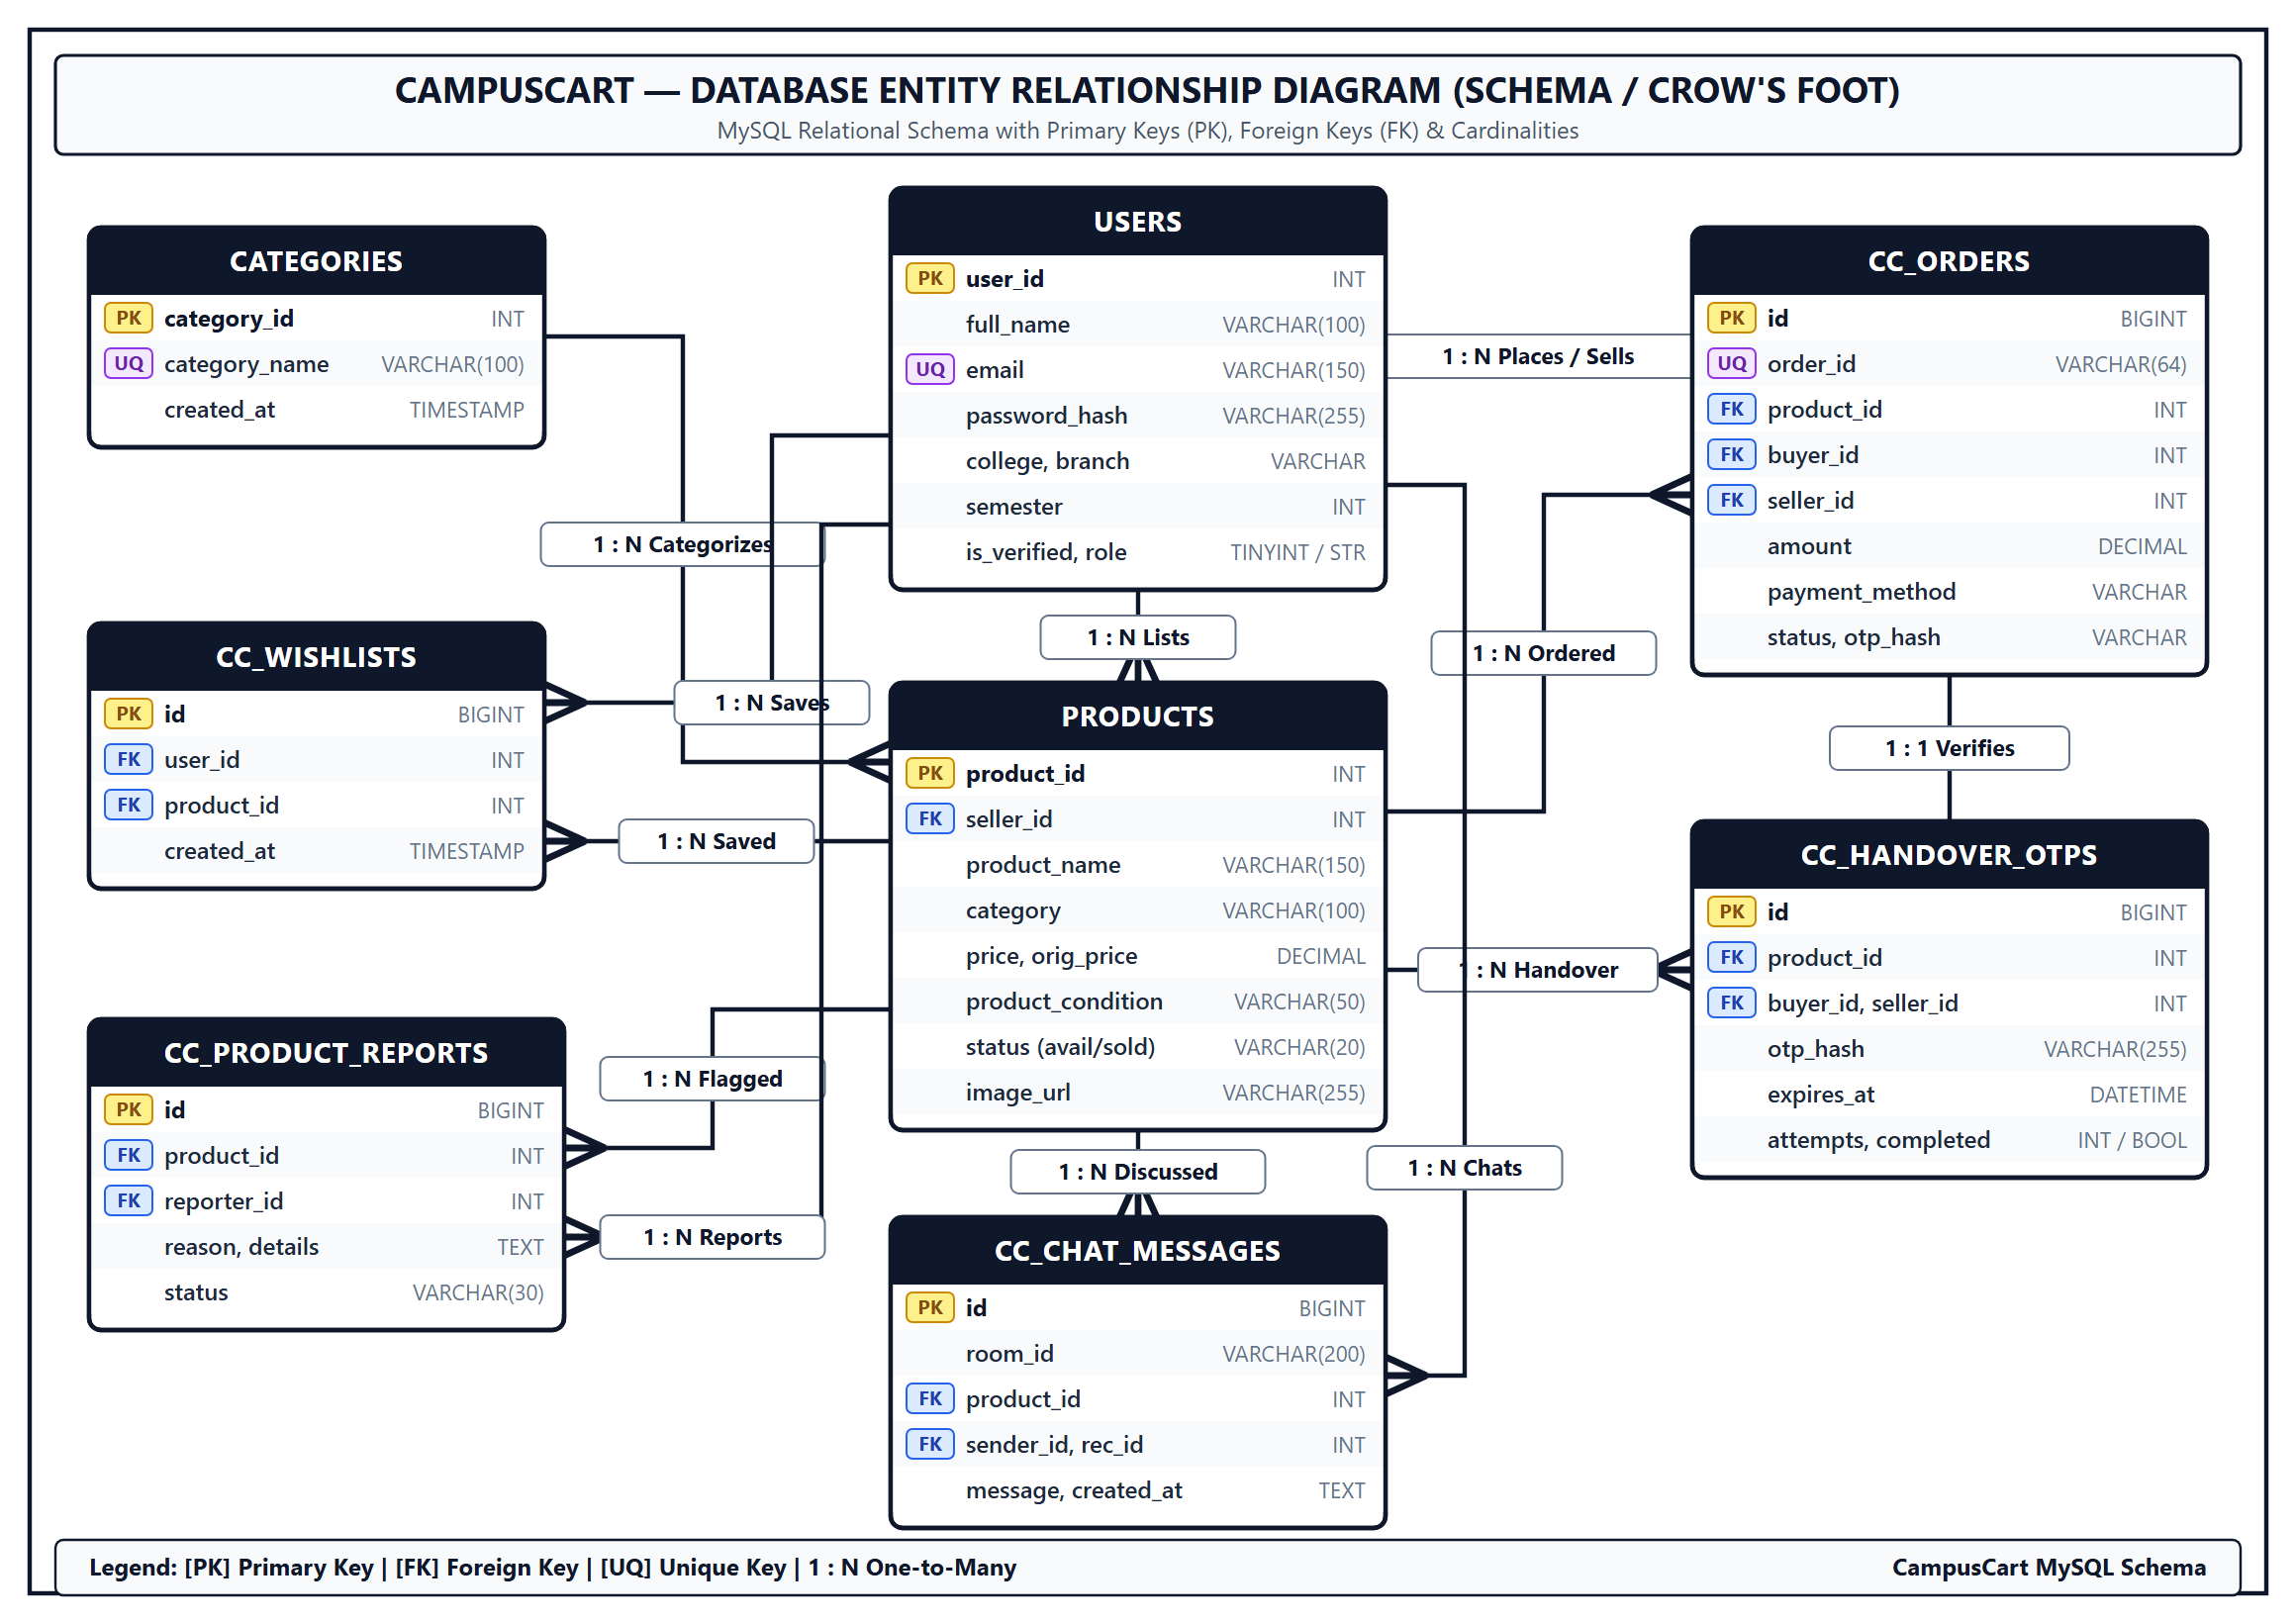 CAMPUSCART — DATABASE ENTITY RELATIONSHIP DIAGRAM (SCHEMA / CROW'S FOOT)
MySQL Relational Schema with Primary Keys (PK), Foreign Keys (FK) & Cardinalities
CATEGORIES
PK category_id INT
UQ category_name VARCHAR(100)
created_at TIMESTAMP
USERS
PK user_id INT
full_name VARCHAR(100)
UQ email VARCHAR(150)
password_hash VARCHAR(255)
college, branch VARCHAR
semester INT
is_verified, role TINYINT / STR
1 : N Places / Sells
CC_ORDERS
PK id BIGINT
UQ order_id VARCHAR(64)
FK product_id INT
FK buyer_id INT
FK seller_id INT
amount DECIMAL
payment_method VARCHAR
status, otp_hash VARCHAR
1 : N Categorizes
1 : N Lists
1 : N Ordered
CC_WISHLISTS
PK id BIGINT
FK user_id INT
FK product_id INT
created_at TIMESTAMP
1 : N Saves
1 : N Saved
PRODUCTS
PK product_id INT
FK seller_id INT
product_name VARCHAR(150)
category VARCHAR(100)
price, orig_price DECIMAL
product_condition VARCHAR(50)
status (avail/sold) VARCHAR(20)
image_url VARCHAR(255)
1 : 1 Verifies
1 : N Handover
CC_HANDOVER_OTPS
PK id BIGINT
FK product_id INT
FK buyer_id, seller_id INT
otp_hash VARCHAR(255)
expires_at DATETIME
attempts, completed INT / BOOL
CC_PRODUCT_REPORTS
PK id BIGINT
FK product_id INT
FK reporter_id INT
reason, details TEXT
status VARCHAR(30)
1 : N Flagged
1 : N Reports
1 : N Discussed
1 : N Chats
CC_CHAT_MESSAGES
PK id BIGINT
room_id VARCHAR(200)
FK product_id INT
FK sender_id, rec_id INT
message, created_at TEXT
Legend: [PK] Primary Key | [FK] Foreign Key | [UQ] Unique Key | 1 : N One-to-Many
CampusCart MySQL Schema